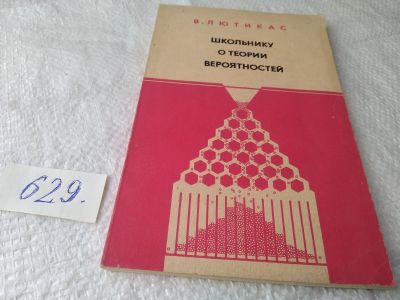 В. ЛЮТИКАС
ШКОЛЬНИКУ
О ТЕОРИИ
ВЕРОЯТНОСТЕЙ
629.